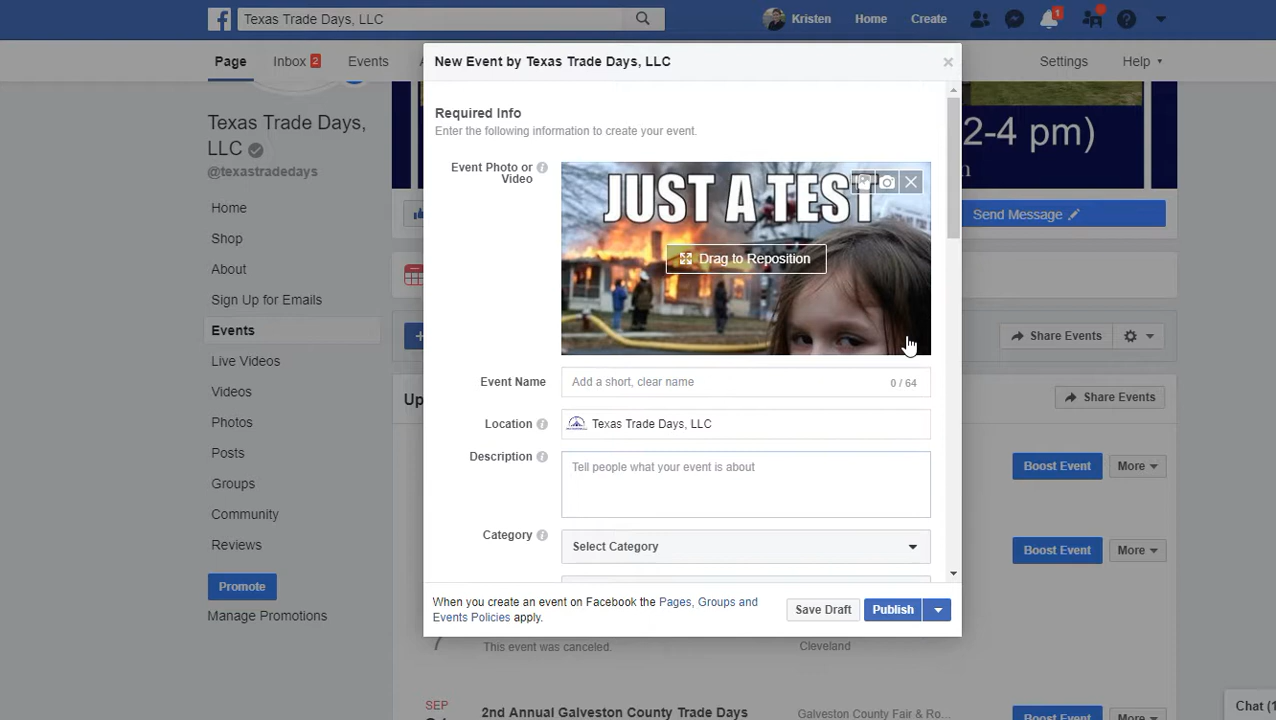 Texas Trade Days, LLC
Kristen
Home
Create
1
Page
Inbox 2
Events
Settings
Help
New Event by Texas Trade Days, LLC
Required Info
Enter the following information to create your event.
Event Photo or
Video
JUST A TEST
Drag to Reposition
Event Name
Add a short, clear name
0 / 64
Location
Texas Trade Days, LLC
Description
Tell people what your event is about
Category
Select Category
When you create an event on Facebook the Pages, Groups and
Events Policies apply.
Save Draft
Publish
Texas Trade Days,
LLC
@texastradedays
Home
Shop
About
Sign Up for Emails
Events
Live Videos
Videos
Photos
Posts
Groups
Community
Reviews
Promote
Manage Promotions
2-4 pm)
Send Message
Share Events
Share Events
Boost Event
More
Boost Event
More
7
This event was canceled.
Cleveland
SEP
2nd Annual Galveston County Trade Days
Galveston County Fair & Ro...
Boost Event
More
Chat